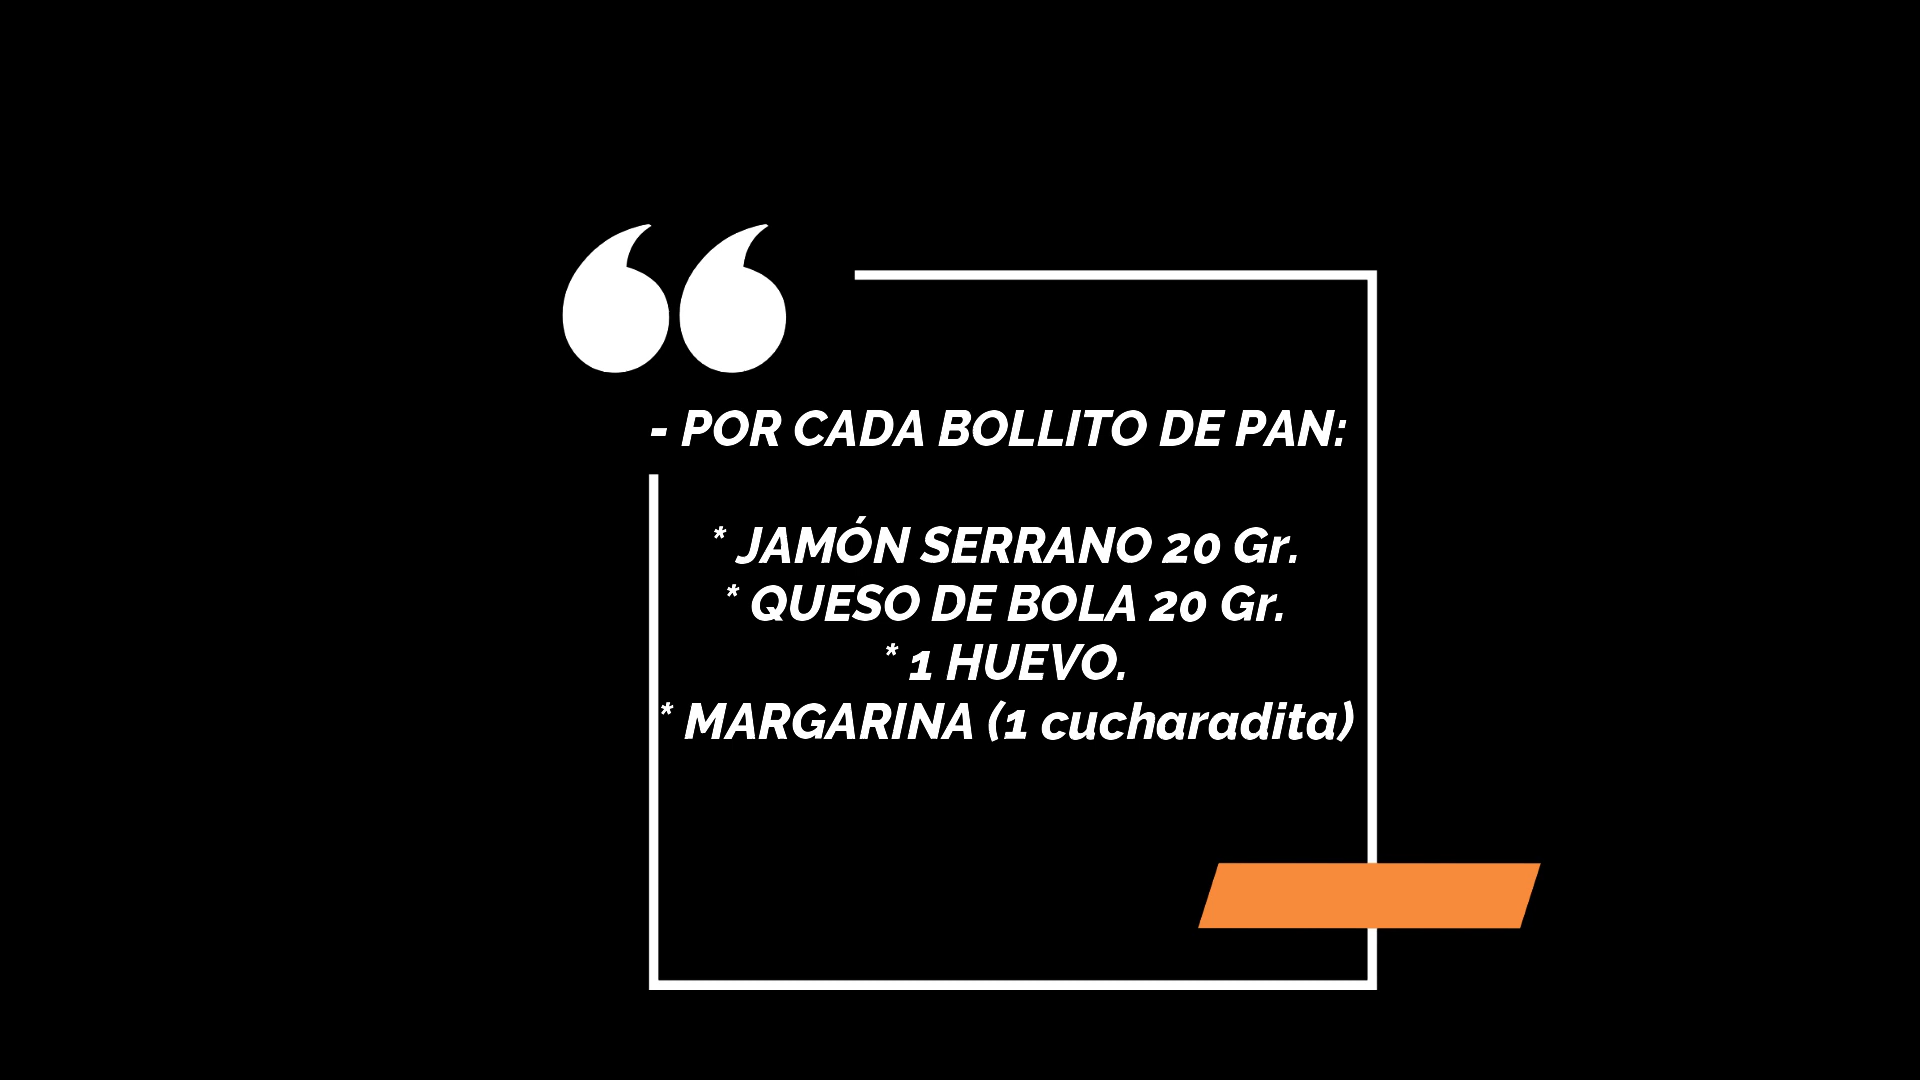 - POR CADA BOLLITO DE PAN:
* JAMÓN SERRANO 20 Gr.
* QUESO DE BOLA 20 Gr.
* 1 HUEVO.
* MARGARINA (1 cucharadita)